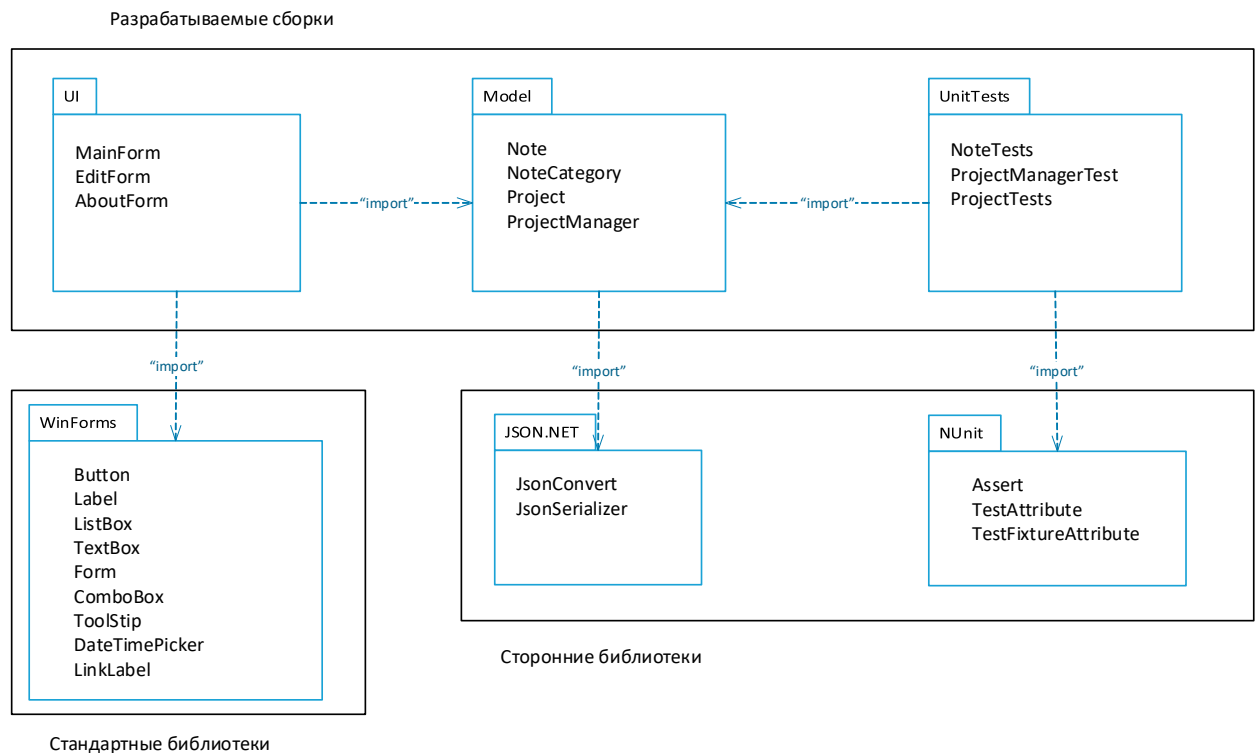 Разрабатываемые сборки
UI
MainForm
EditForm
AboutForm
“import”
Model
Note
NoteCategory
Project
ProjectManager
“import”
UnitTests
NoteTests
ProjectManagerTest
ProjectTests
“import”
“import”
“import”
WinForms
Button
Label
ListBox
TextBox
Form
ComboBox
ToolStip
DateTimePicker
LinkLabel
JSON.NET
JsonConvert
JsonSerializer
NUnit
Assert
TestAttribute
TestFixtureAttribute
Сторонние библиотеки
Стандартные библиотеки